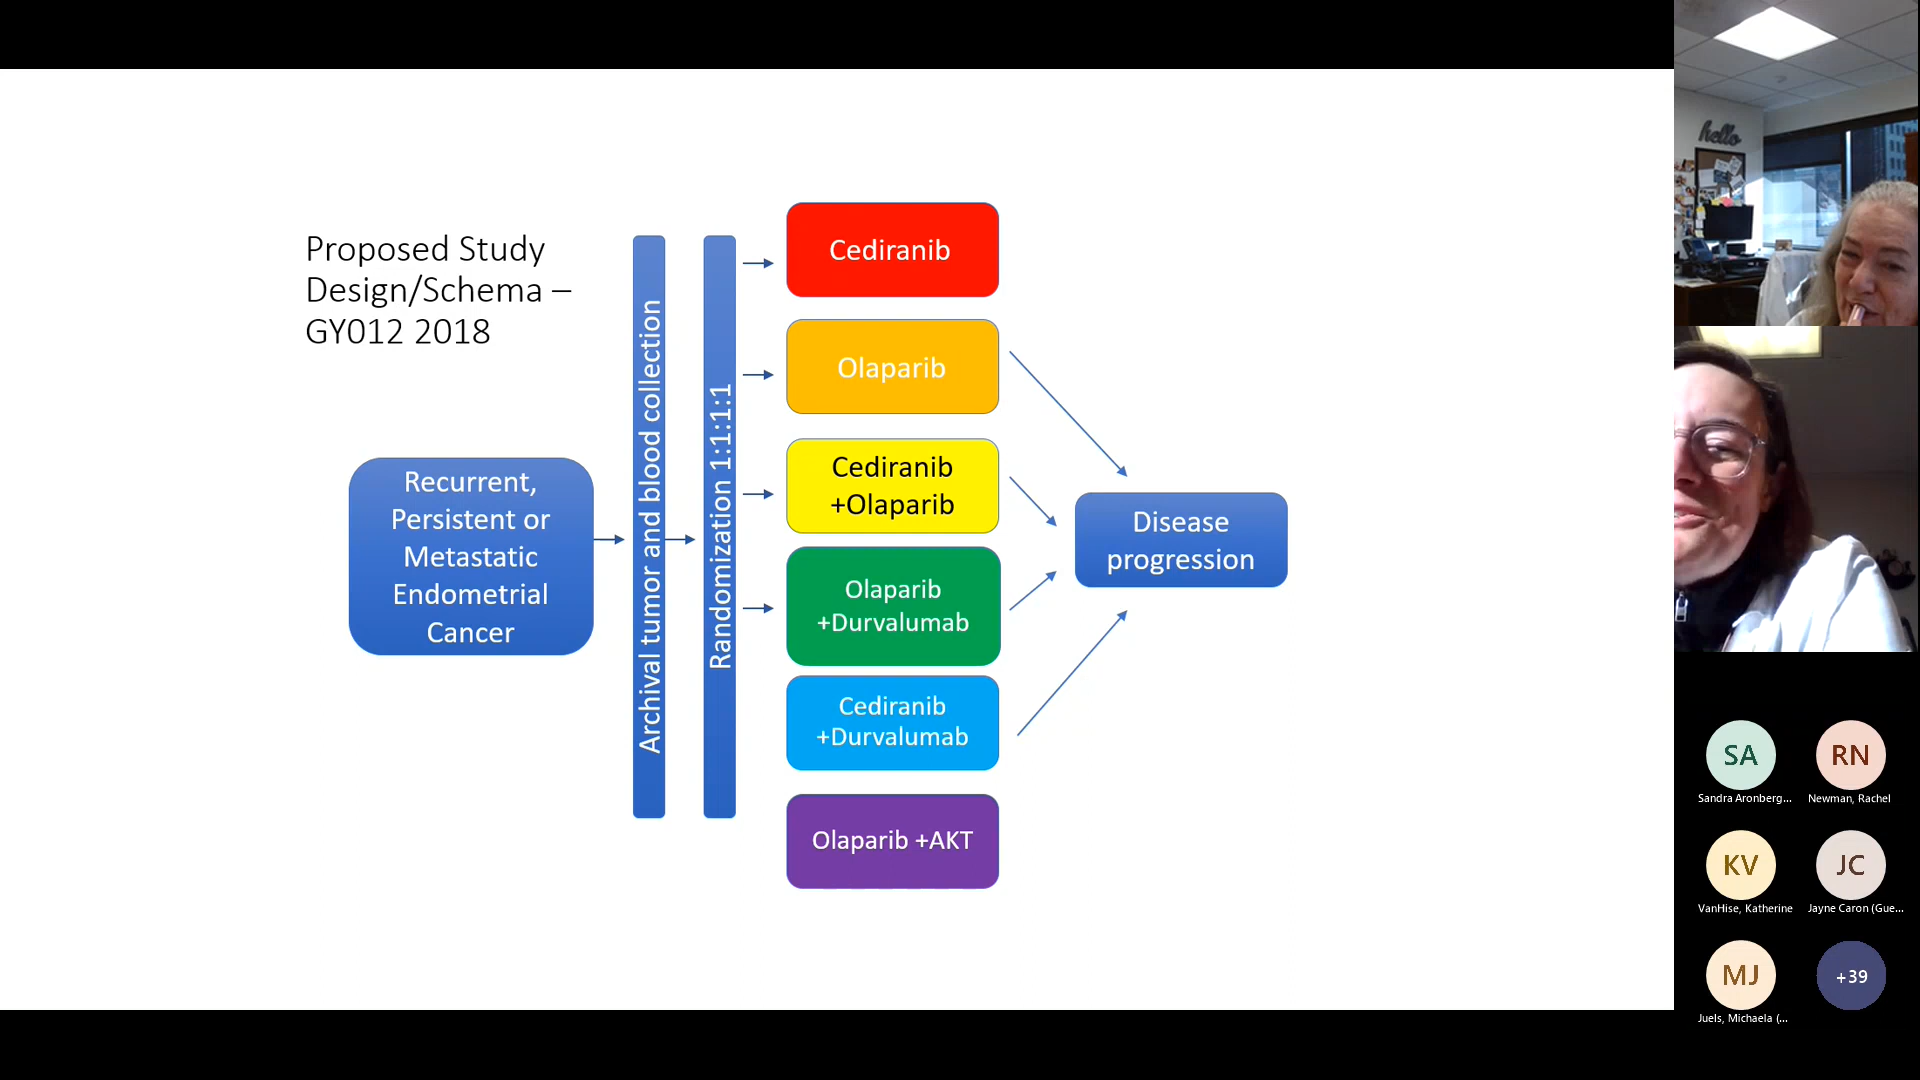 Proposed Study
Design/Schema –
GY012 2018
Recurrent,
Persistent or
Metastatic
Endometrial
Cancer
Archival tumor and blood collection
Randomization 1:1:1:1
Cediranib
Olaparib
Cediranib
+Olaparib
Olaparib
+Durvalumab
Cediranib
+Durvalumab
Olaparib +AKT
Disease
progression
hello
SA
Sandra Aronberg...
RN
Newman, Rachel
KV
VanHise, Katherine
JC
Jayne Caron (Gue...
MJ
Juels, Michaela (...
+39